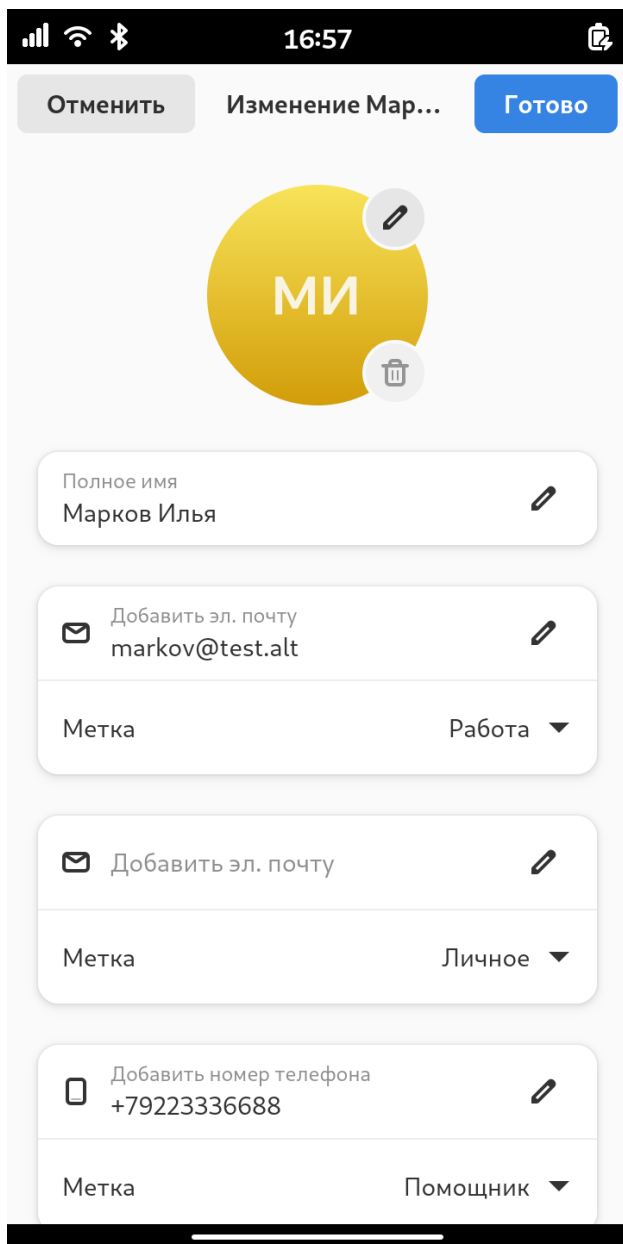 16:57
Отменить Изменение Мар... Готово
МИ
Полное имя
Марков Илья
Добавить эл. почту
markov@test.alt
Метка Работа
Добавить эл. почту
Метка Личное
Добавить номер телефона
+79223336688
Метка Помощник